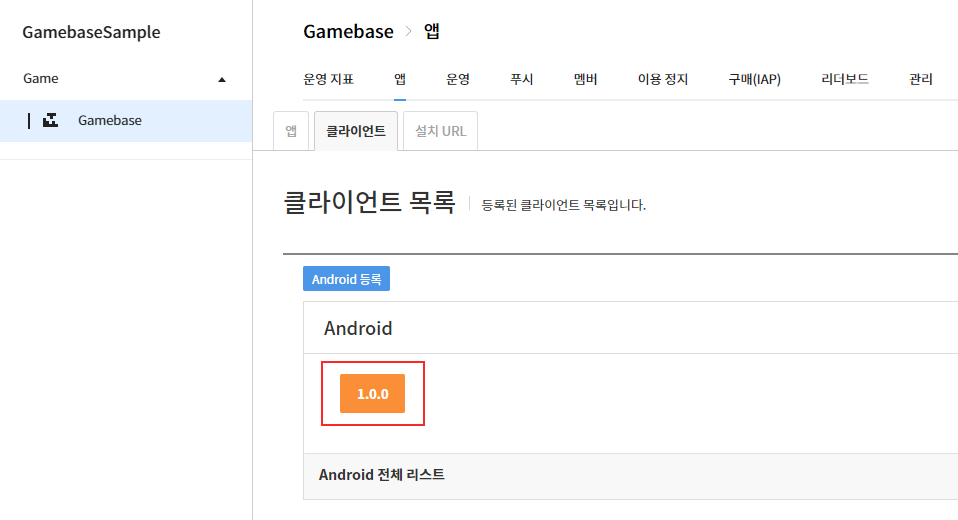 GamebaseSample
Game
Gamebase
Gamebase > 앱
운영 지표 앱 운영 푸시 멤버 이용 정지 구매(IAP) 리더보드 관리
앱 클라이언트 설치 URL
클라이언트 목록 등록된 클라이언트 목록입니다.
Android 등록
Android
1.0.0
Android 전체 리스트